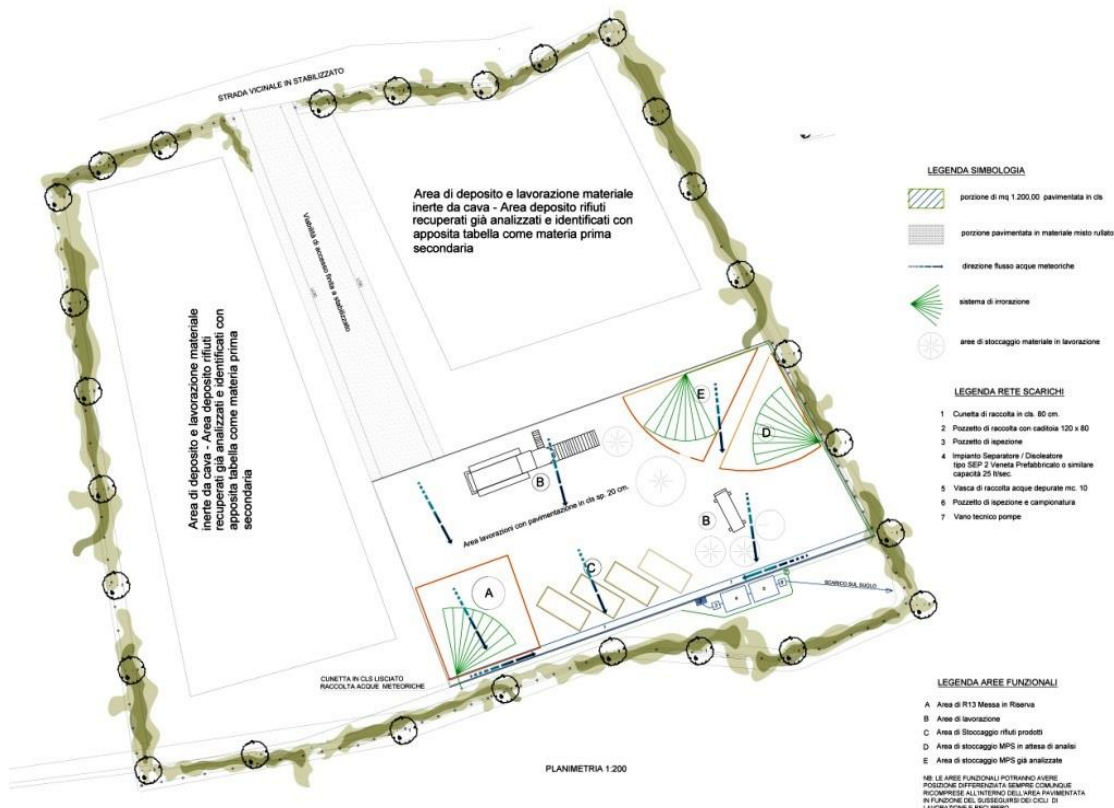 STRADA VICINALE IN STABILIZZATO
Area di deposito e lavorazione materiale
inerte da cava - Area deposito rifiuti
recuperati già analizzati e identificati con
apposita tabella come materia prima
secondaria
Viabilità di accesso finita a stabilizzato
Area di deposito e lavorazione materiale
inerte da cava - Area deposito rifiuti
recuperati già analizzati e identificati con
apposita tabella come materia prima
secondaria
E
D
B
Area lavorazioni con pavimentazione in cls sp. 20 cm.
B
C
A
SCARICO SUL SUOLO
CUNETTA IN CLS LISCIATO
RACCOLTA ACQUE METEORICHE
PLANIMETRIA 1:200
LEGENDA SIMBOLOGIA
porzione di mq 1.200,00 pavimentata in cls
porzione pavimentata in materiale misto rullato
direzione flusso acque meteoriche
sistema di irrorazione
aree di stoccaggio materiale in lavorazione
LEGENDA RETE SCARICHI
1 Cunetta di raccolta in cls. 80 cm.
2 Pozzetto di raccolta con caditoia 120 x 80
3 Pozzetto di ispezione
4 Impianto Separatore / Disoleatore
tipo SEP 2 Veneta Prefabbricato o similare
capacità 25 lt/sec.
5 Vasca di raccolta acque depurate mc. 10
6 Pozzetto di ispezione e campionatura
7 Vano tecnico pompe
LEGENDA AREE FUNZIONALI
A Area di R13 Messa in Riserva
B Aree di lavorazione
C Area di Stoccaggio rifiuti prodotti
D Area di stoccaggio MPS in attesa di analisi
E Area di stoccaggio MPS già analizzate
NB: LE AREE FUNZIONALI POTRANNO AVERE
POSIZIONE DIFFERENZIATA SEMPRE COMUNQUE
RICOMPRESE ALL'INTERNO DELL'AREA PAVIMENTATA
IN FUNZIONE DEL SUSSEGUIRSI DEI CICLI DI
LAVORAZIONE E RECUPERO